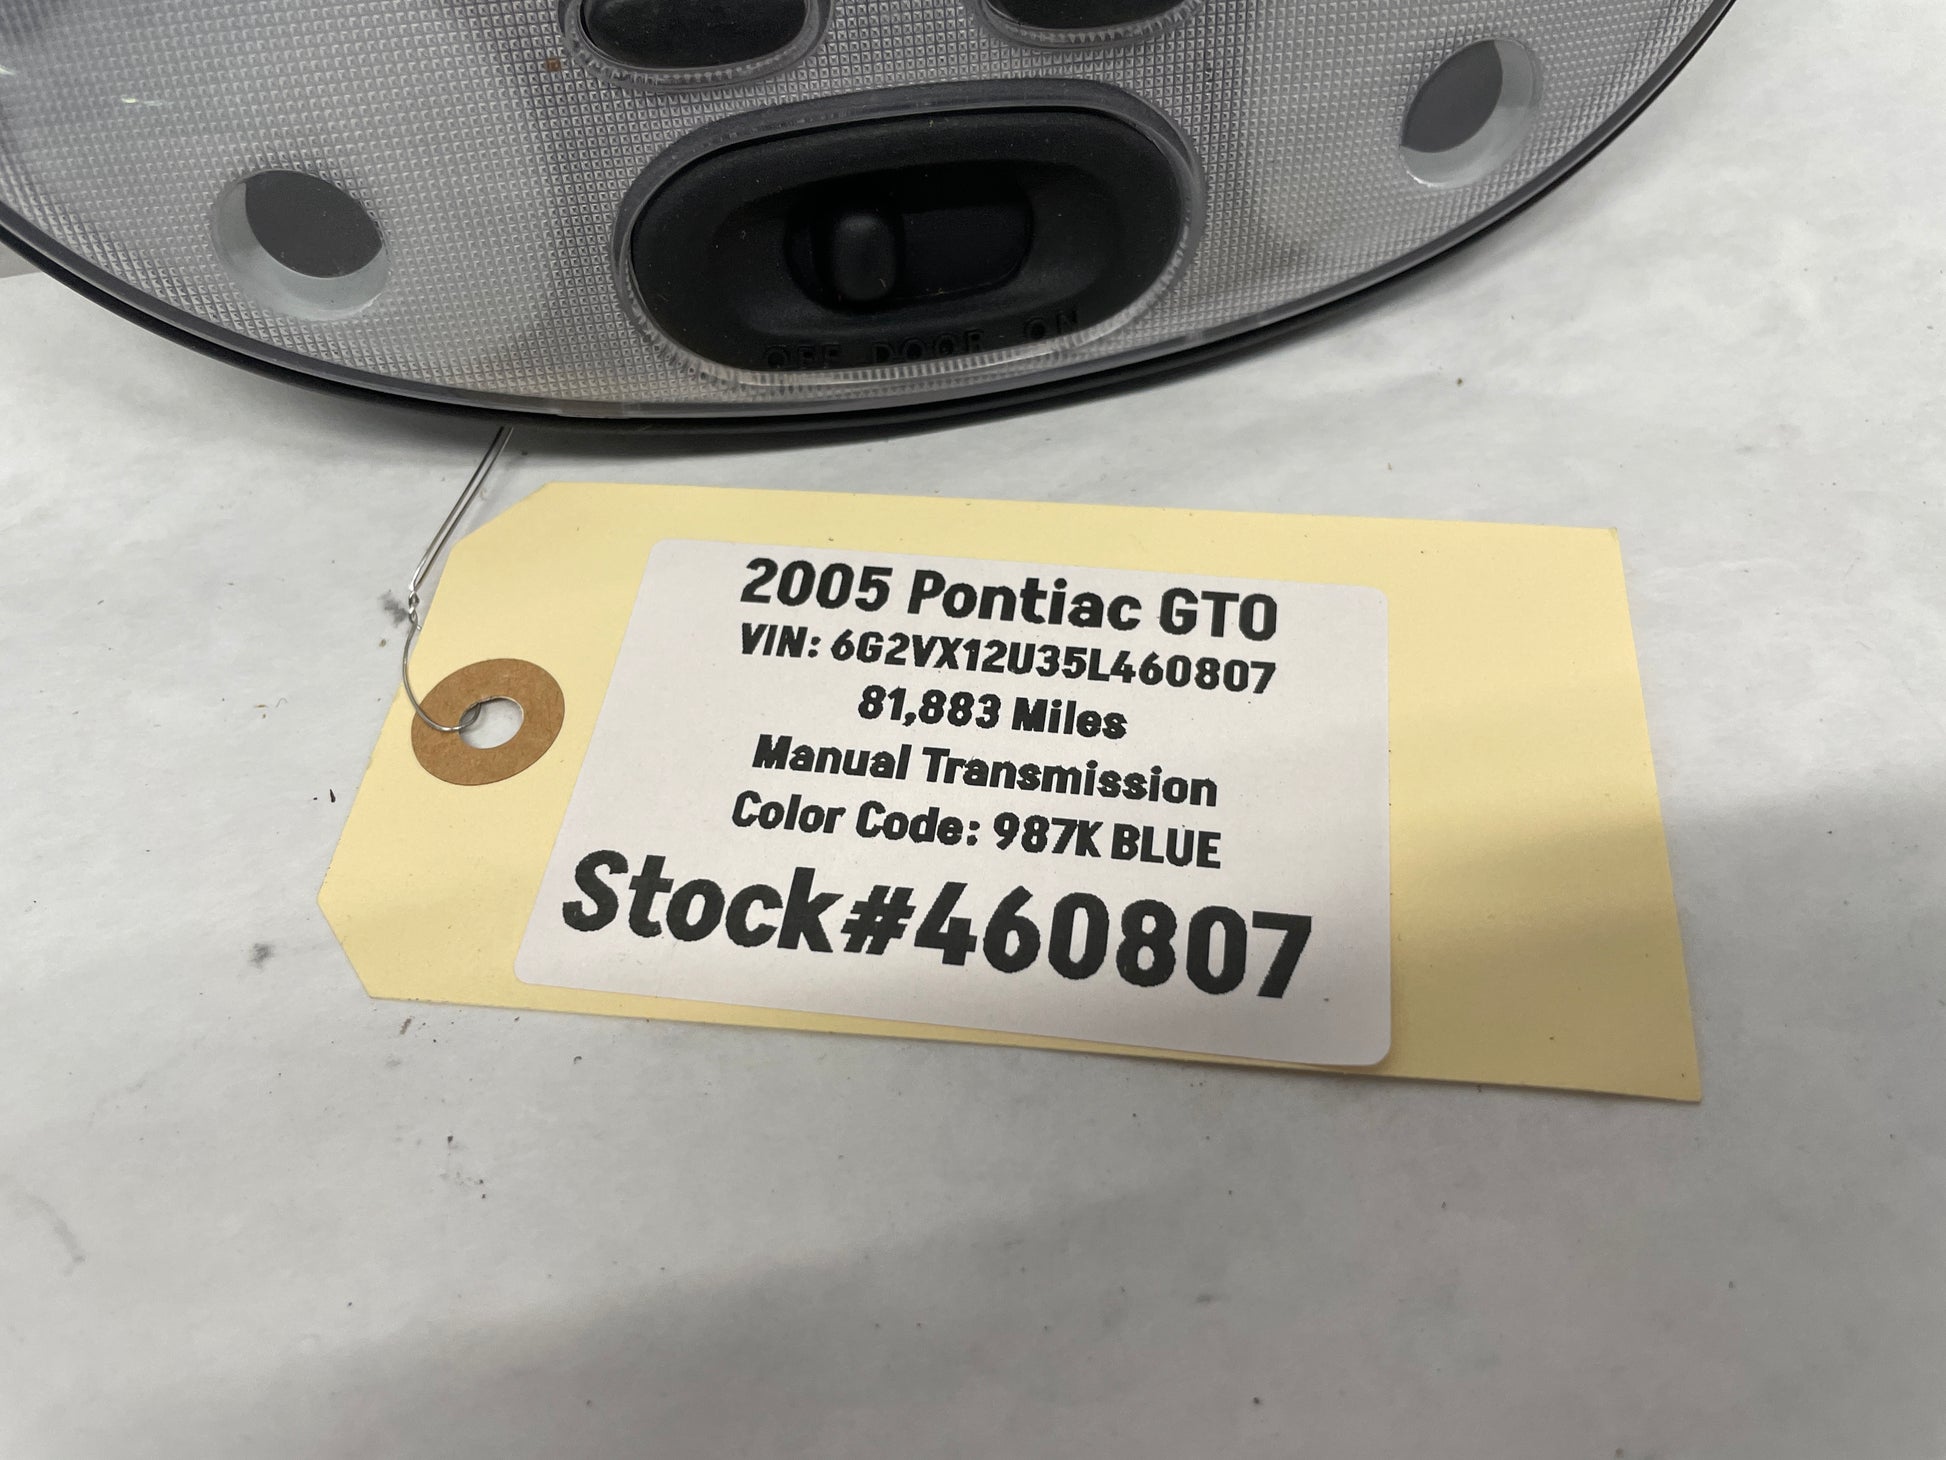 OFF DOOR ON
2005 Pontiac GTO
VIN: 6G2VX12U35L460807
81,883 Miles
Manual Transmission
Color Code: 987K BLUE
Stock#460807